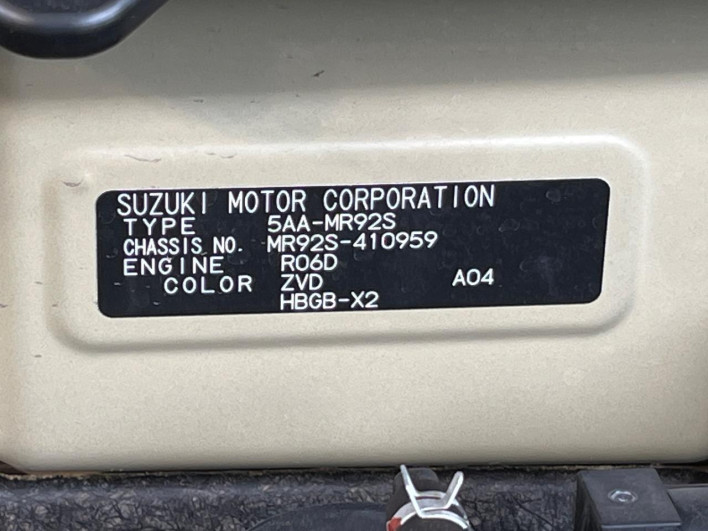 SUZUKI MOTOR CORPORATION
TYPE 5AA-MR92S
CHASSIS NO. MR92S-410959
ENGINE R06D
COLOR ZVD A04
HBGB-X2